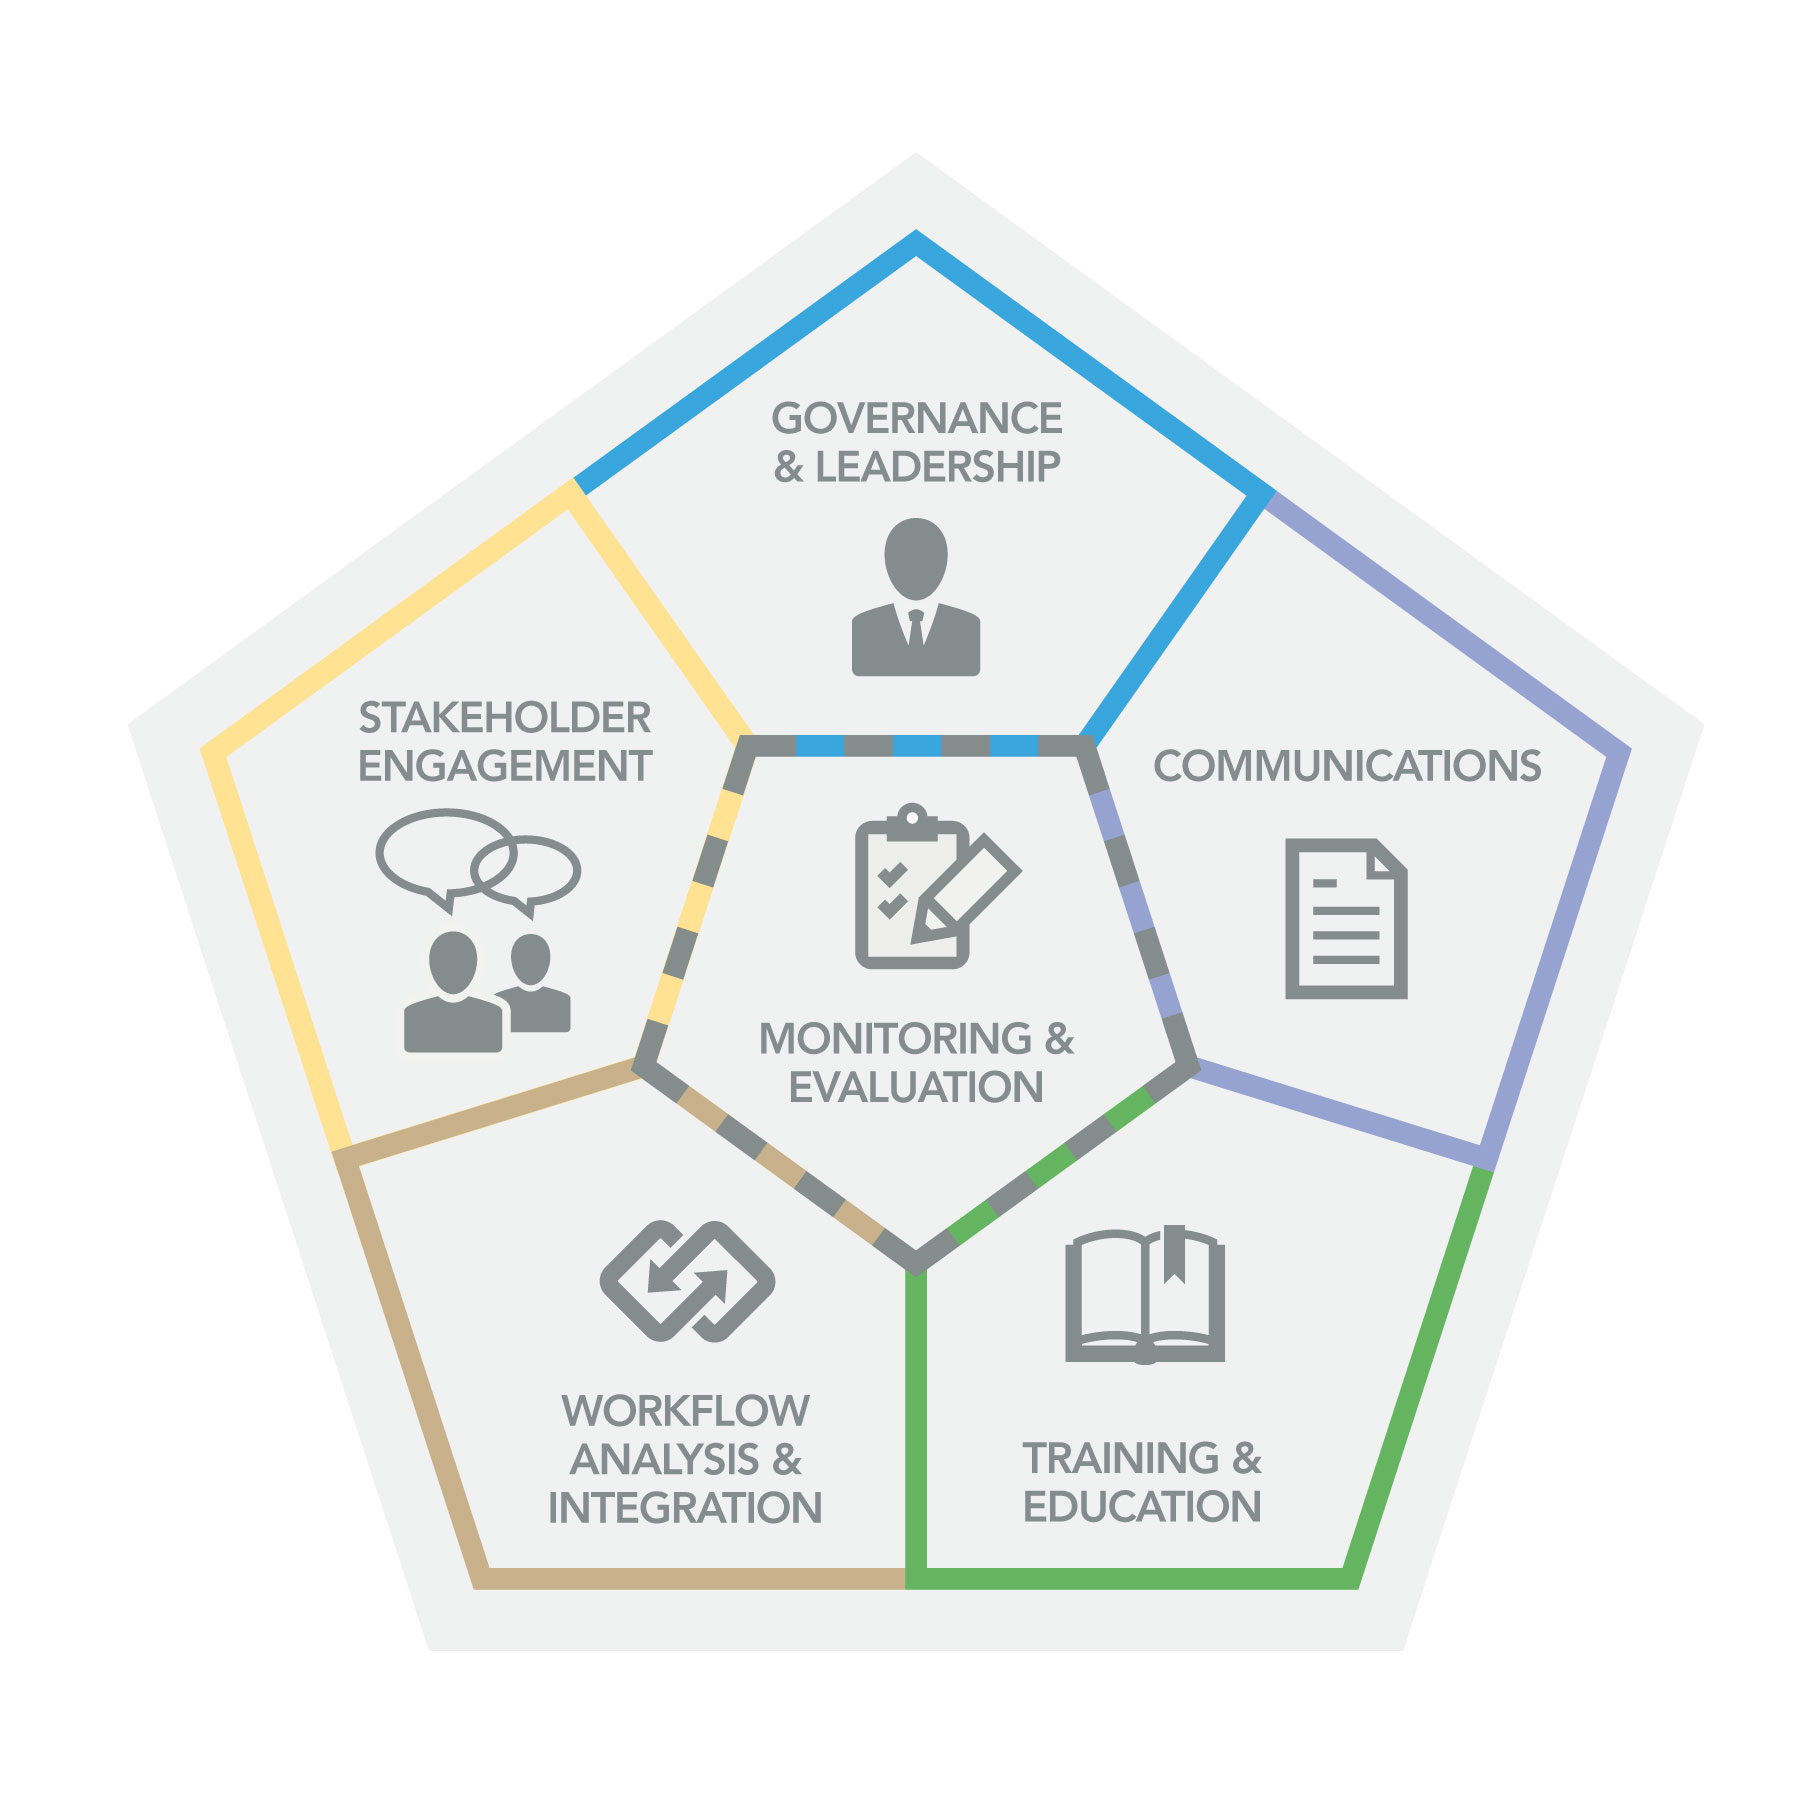 GOVERNANCE
& LEADERSHIP
STAKEHOLDER
ENGAGEMENT
COMMUNICATIONS
MONITORING &
EVALUATION
WORKFLOW
ANALYSIS &
INTEGRATION
TRAINING &
EDUCATION